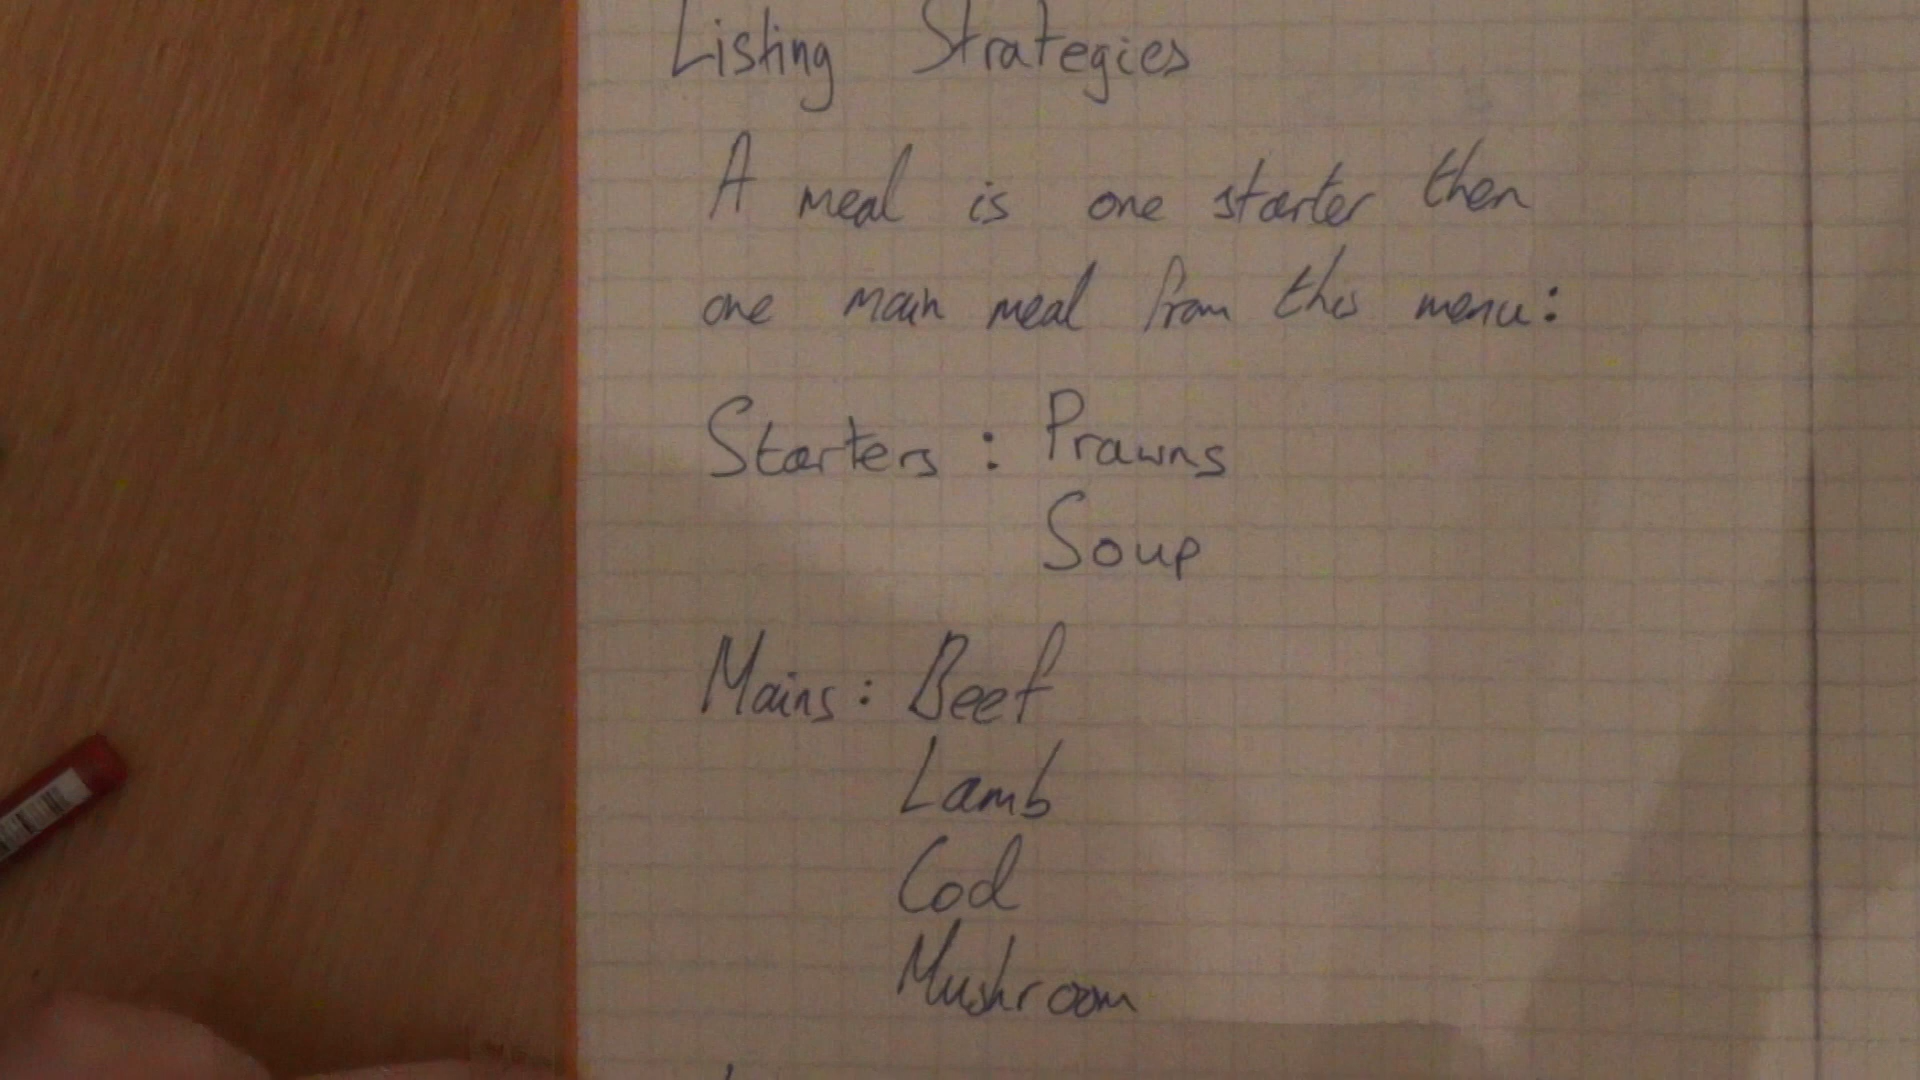 Listing Strategies
A meal is one starter then
one main meal from this menu:
Starters : Prawns
Soup
Mains : Beef
Lamb
Cod
Mushroom